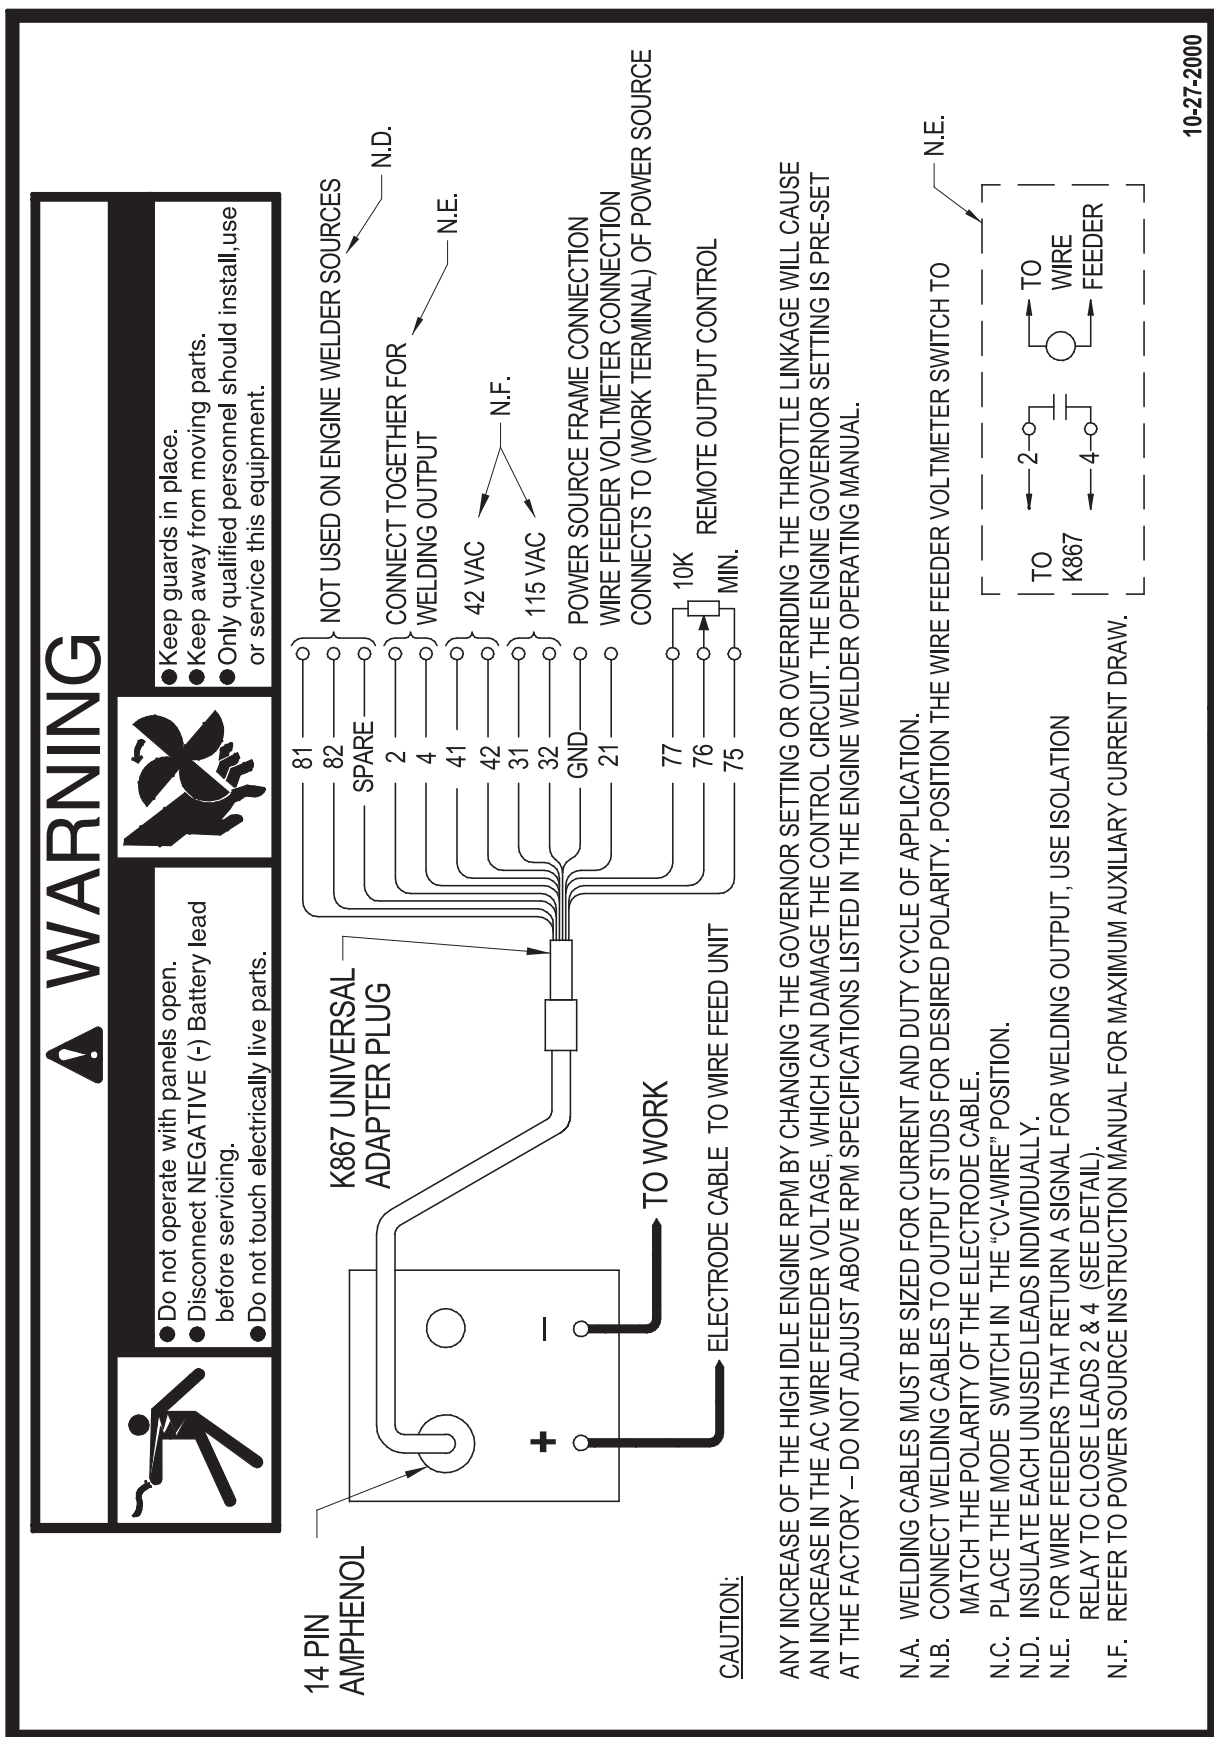 WARNING
Do not operate with panels open.
Disconnect NEGATIVE (-) Battery lead
before servicing.
Do not touch electrically live parts.
Keep guards in place.
Keep away from moving parts.
Only qualified personnel should install,use
or service this equipment.
14 PIN
AMPHENOL
K867 UNIVERSAL
ADAPTER PLUG
81
82
SPARE
2
4
41
42
31
32
GND
21
77
76
75
NOT USED ON ENGINE WELDER SOURCES
N.D.
CONNECT TOGETHER FOR
WELDING OUTPUT
N.E.
42 VAC
115 VAC
N.F.
POWER SOURCE FRAME CONNECTION
WIRE FEEDER VOLTMETER CONNECTION
CONNECTS TO (WORK TERMINAL) OF POWER SOURCE
10K
REMOTE OUTPUT CONTROL
MIN.
+
−
TO WORK
ELECTRODE CABLE TO WIRE FEED UNIT
CAUTION:
ANY INCREASE OF THE HIGH IDLE ENGINE RPM BY CHANGING THE GOVERNOR SETTING OR OVERRIDING THE THROTTLE LINKAGE WILL CAUSE
AN INCREASE IN THE AC WIRE FEEDER VOLTAGE, WHICH CAN DAMAGE THE CONTROL CIRCUIT. THE ENGINE GOVERNOR SETTING IS PRE-SET
AT THE FACTORY – DO NOT ADJUST ABOVE RPM SPECIFICATIONS LISTED IN THE ENGINE WELDER OPERATING MANUAL.
N.A. WELDING CABLES MUST BE SIZED FOR CURRENT AND DUTY CYCLE OF APPLICATION.
N.B. CONNECT WELDING CABLES TO OUTPUT STUDS FOR DESIRED POLARITY. POSITION THE WIRE FEEDER VOLTMETER SWITCH TO
MATCH THE POLARITY OF THE ELECTRODE CABLE.
N.C. PLACE THE MODE SWITCH IN THE “CV-WIRE” POSITION.
N.D. INSULATE EACH UNUSED LEADS INDIVIDUALLY.
N.E. FOR WIRE FEEDERS THAT RETURN A SIGNAL FOR WELDING OUTPUT, USE ISOLATION
RELAY TO CLOSE LEADS 2 & 4 (SEE DETAIL).
N.F. REFER TO POWER SOURCE INSTRUCTION MANUAL FOR MAXIMUM AUXILIARY CURRENT DRAW.
N.E.
TO
K867
2
4
TO
WIRE
FEEDER
10-27-2000